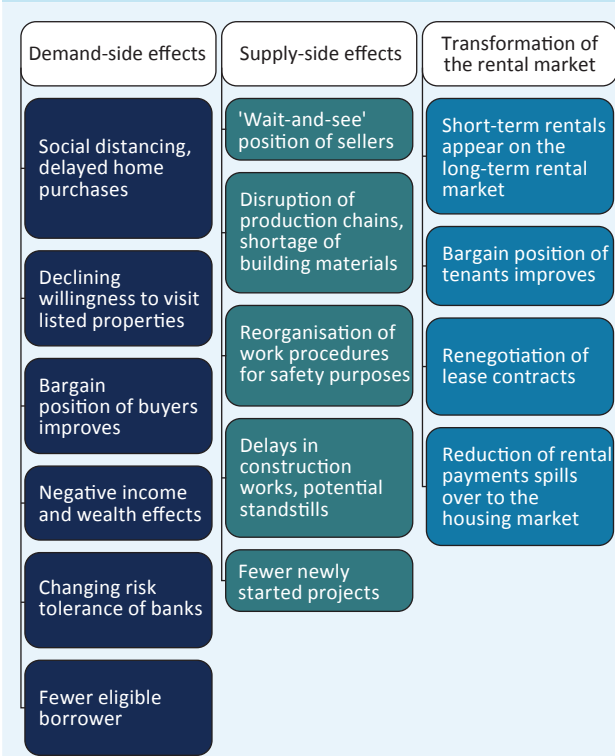 Demand-side effects
Social distancing,
delayed home
purchases
Declining
willingness to visit
listed properties
Bargain
position of buyers
improves
Negative income
and wealth effects
Changing risk
tolerance of banks
Fewer eligible
borrower
Supply-side effects
'Wait-and-see'
position of sellers
Disruption of
production chains,
shortage of
building materials
Reorganisation of
work procedures
for safety purposes
Delays in
construction
works, potential
standstills
Fewer newly
started projects
Transformation of
the rental market
Short-term rentals
appear on the
long-term rental
market
Bargain position of
tenants improves
Renegotiation of
lease contracts
Reduction of rental
payments spills
over to the
housing market